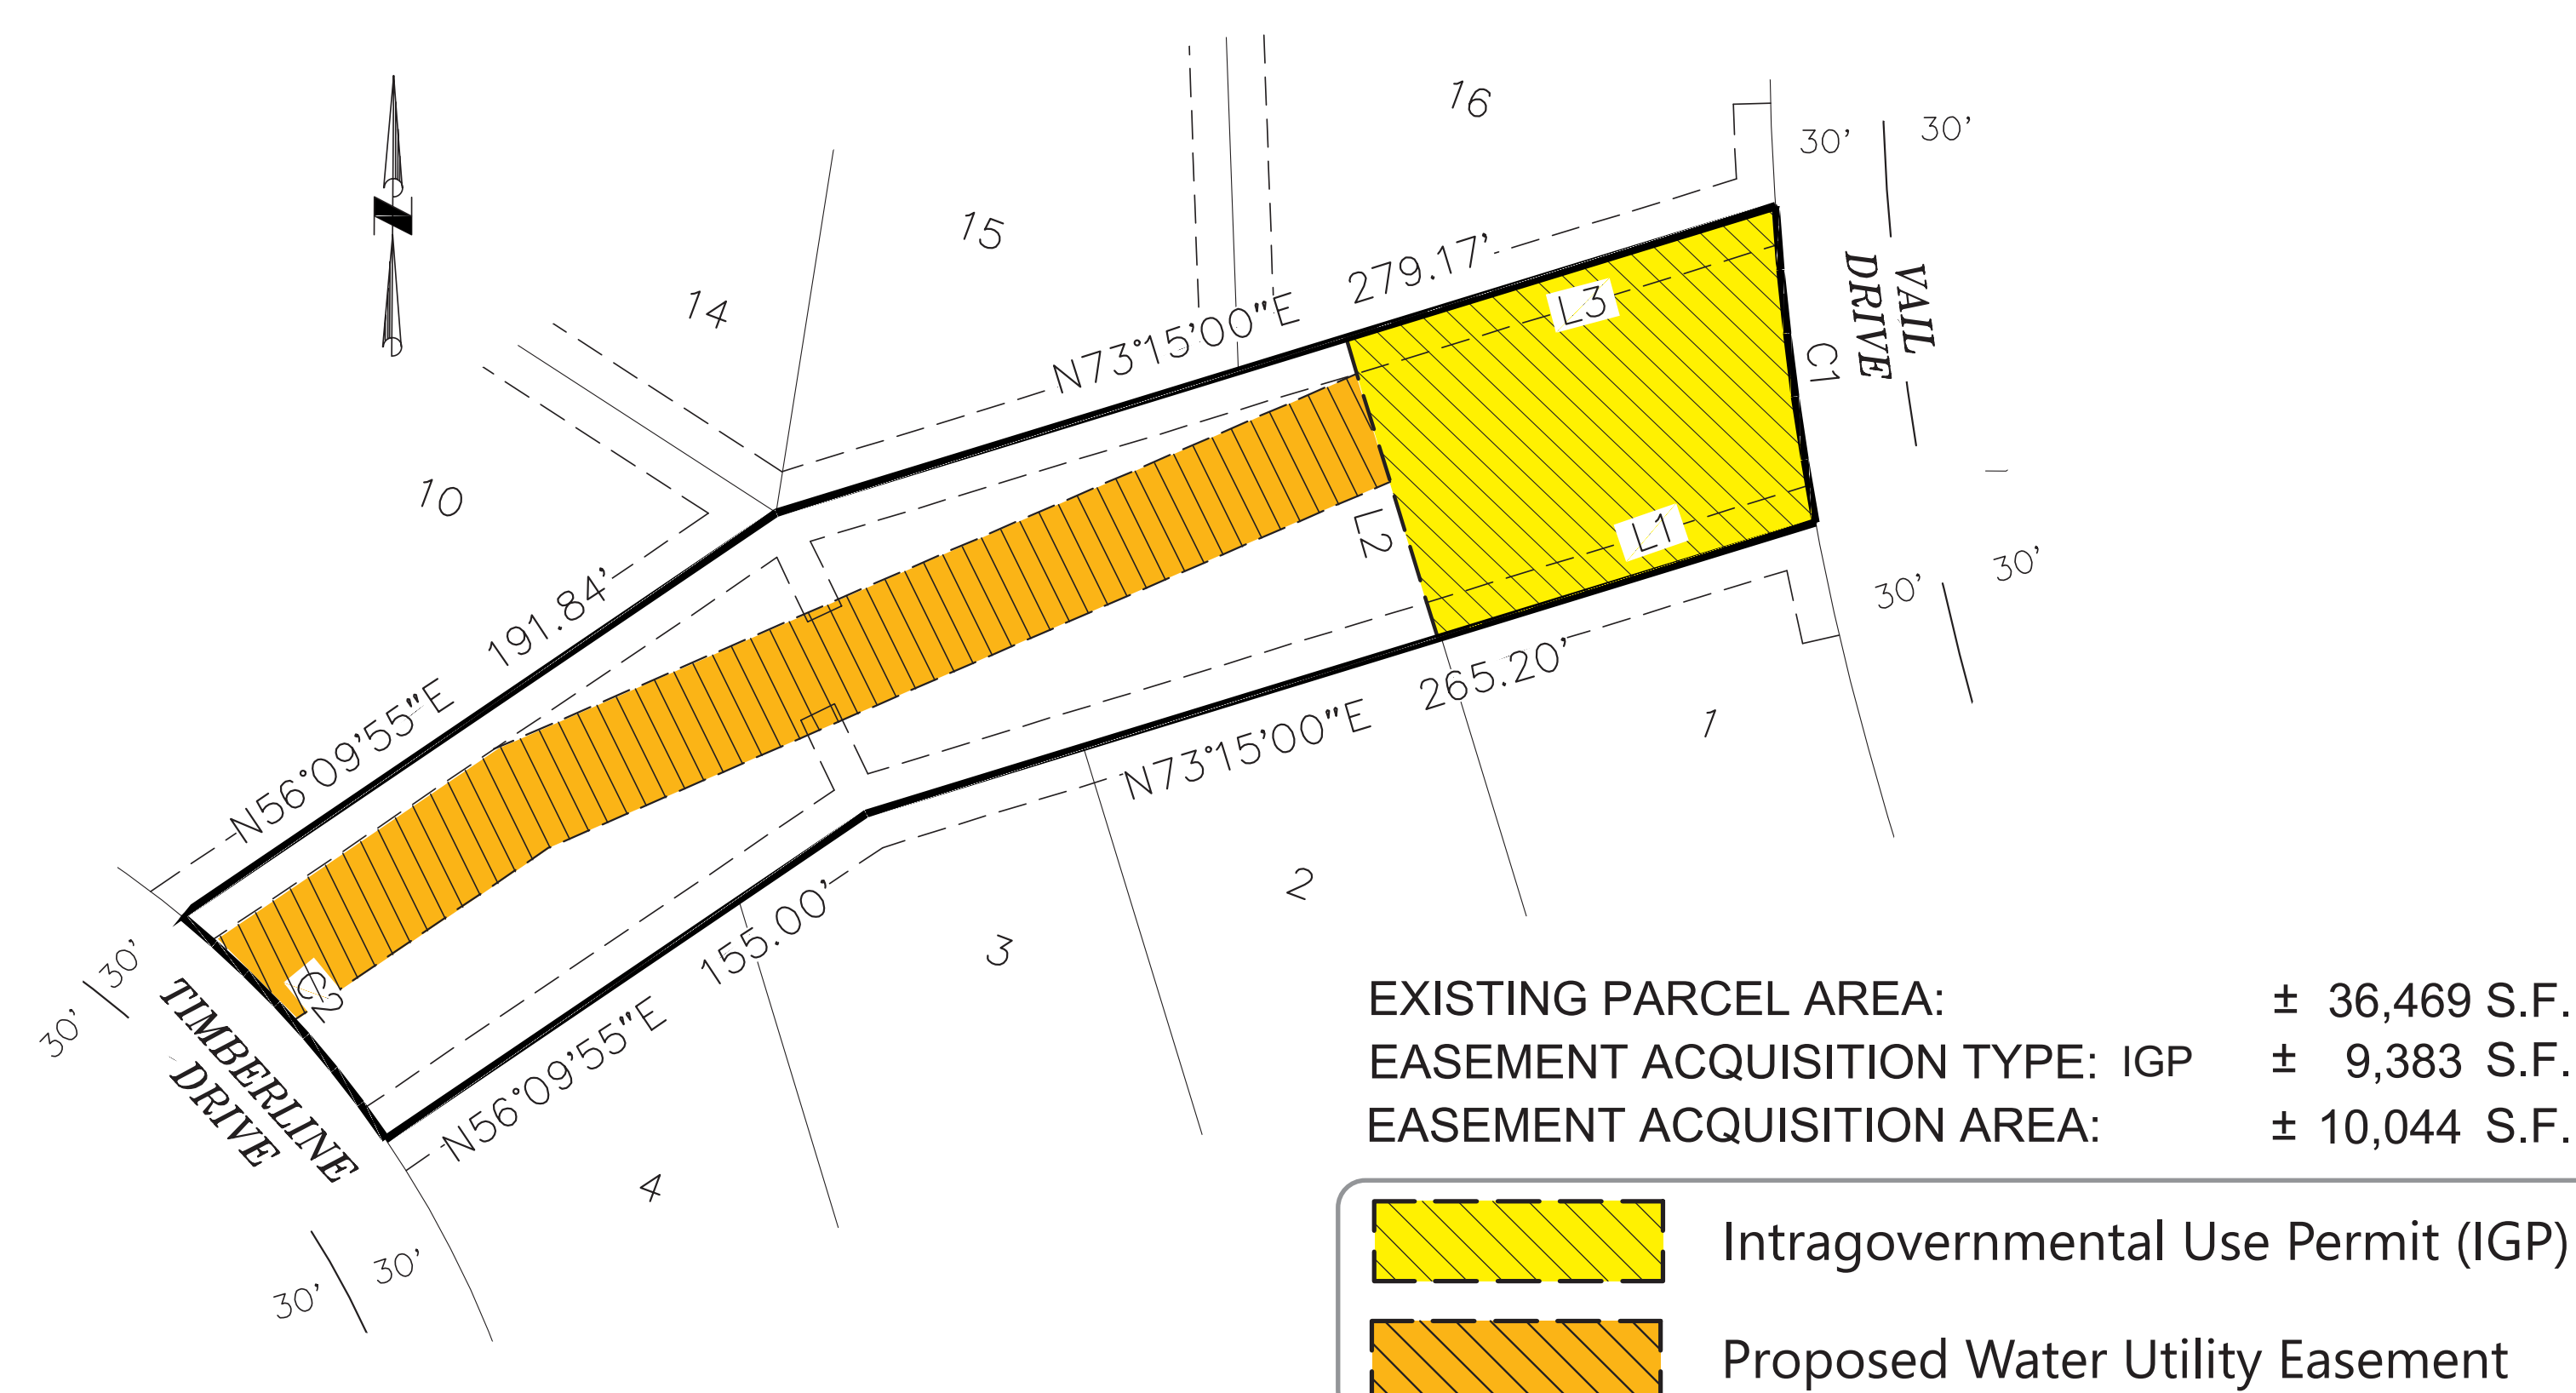 16
30' 30'
N
15
VAIL
DRIVE
279.17'
14
L3
N73°15'00"E
C1
10
L2
L1
30' 30'
191.84'
265.20'
N56°09'55"E
N73°15'00"E
1
2
155.00'
3
30'
30'
C2
TIMBERLINE
DRIVE
N56°09'55"E
4
30'
30'
EXISTING PARCEL AREA: ± 36,469 S.F.
EASEMENT ACQUISITION TYPE: IGP ± 9,383 S.F.
EASEMENT ACQUISITION AREA: ± 10,044 S.F.
Intragovernmental Use Permit (IGP)
Proposed Water Utility Easement